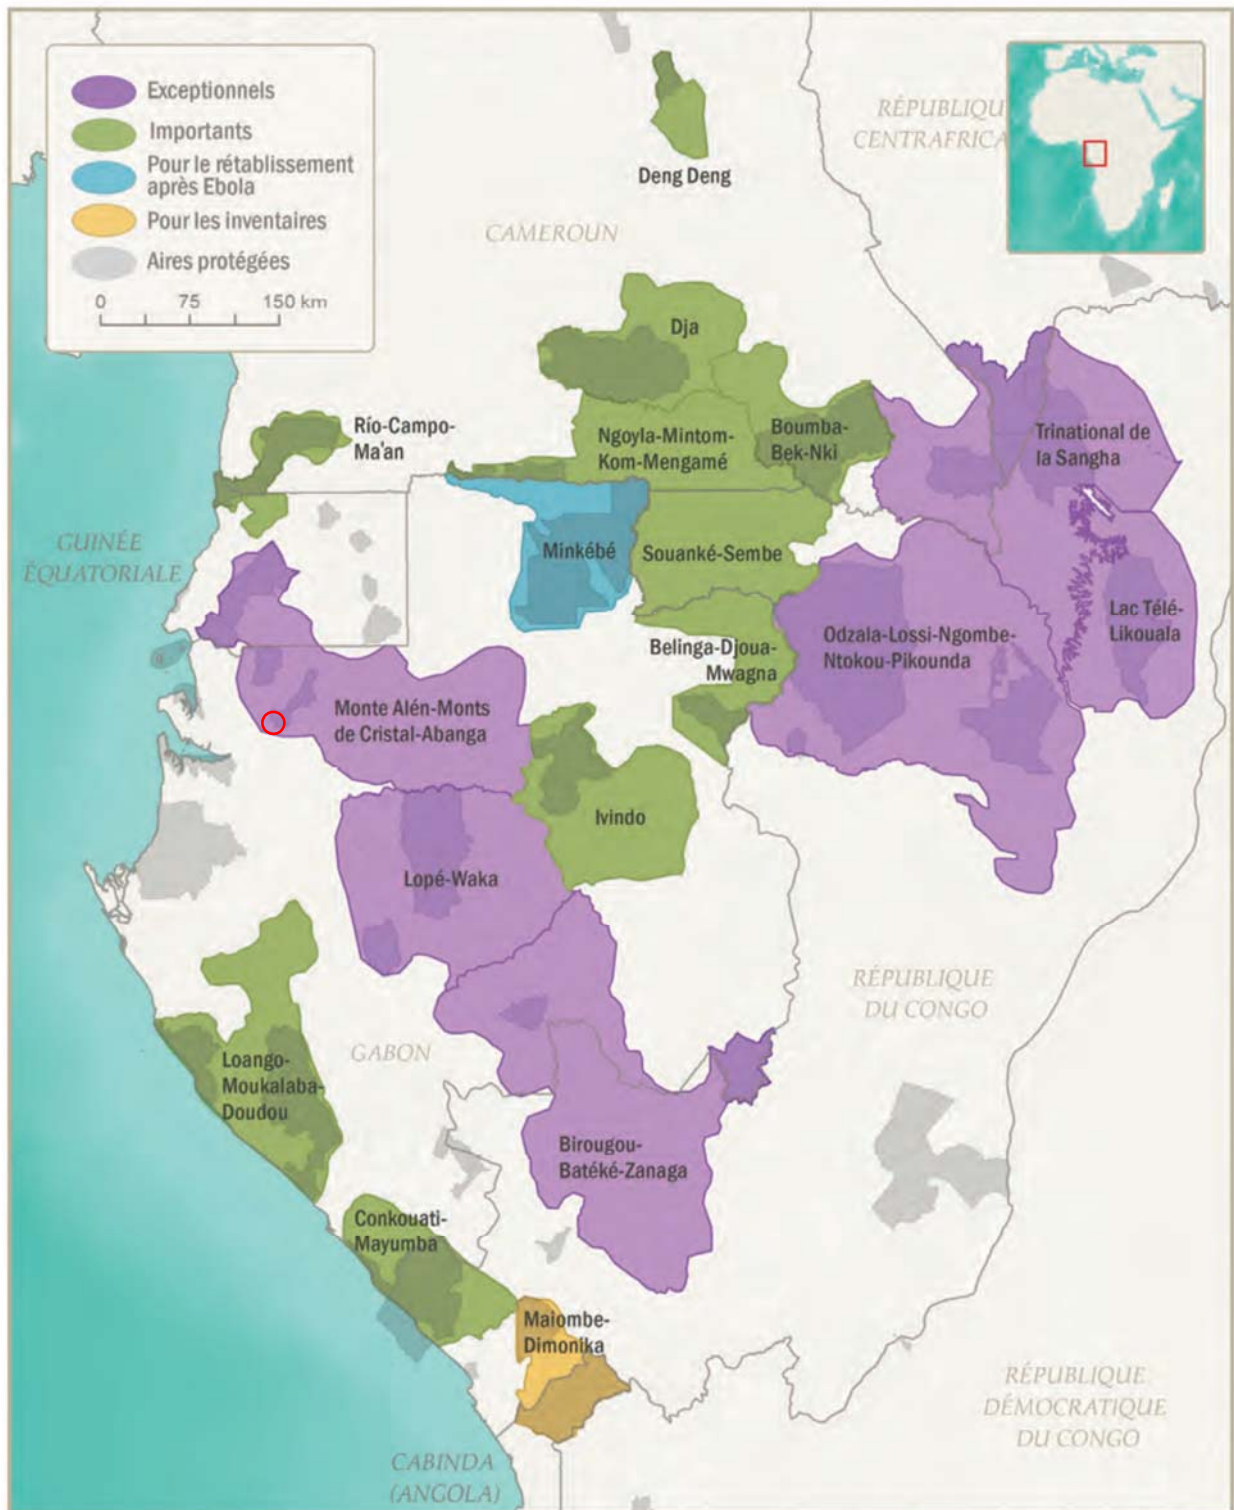 Exceptionnels
Importants
Pour le rétablissement
après Ebola
Pour les inventaires
Aires protégées
0 75 150 km
RÉPUBLIQU
CENTRAFRICA
Deng Deng
CAMEROUN
Dja
Río-Campo-
Ma'an
Ngoyla-Mintom-
Kom-Mengamé
Boumba-
Bek-Nki
Trinational de
la Sangha
GUINÉE
ÉQUATORIALE
Minkébé
Souanké-Sembe
Lac Télé-
Likouala
Belinga-Djoua-
Mwagna
Odzala-Lossi-Ngombe-
Ntokou-Pikounda
Monte Alén-Monts
de Cristal-Abanga
Ivindo
Lopé-Waka
RÉPUBLIQUE
DU CONGO
GABON
Loango-
Moukalaba-
Doudou
Birougou-
Batéké-Zanaga
Conkouati-
Mayumba
Maiombe-
Dimonika
RÉPUBLIQUE
DÉMOCRATIQUE
DU CONGO
CABINDA
(ANGOLA)